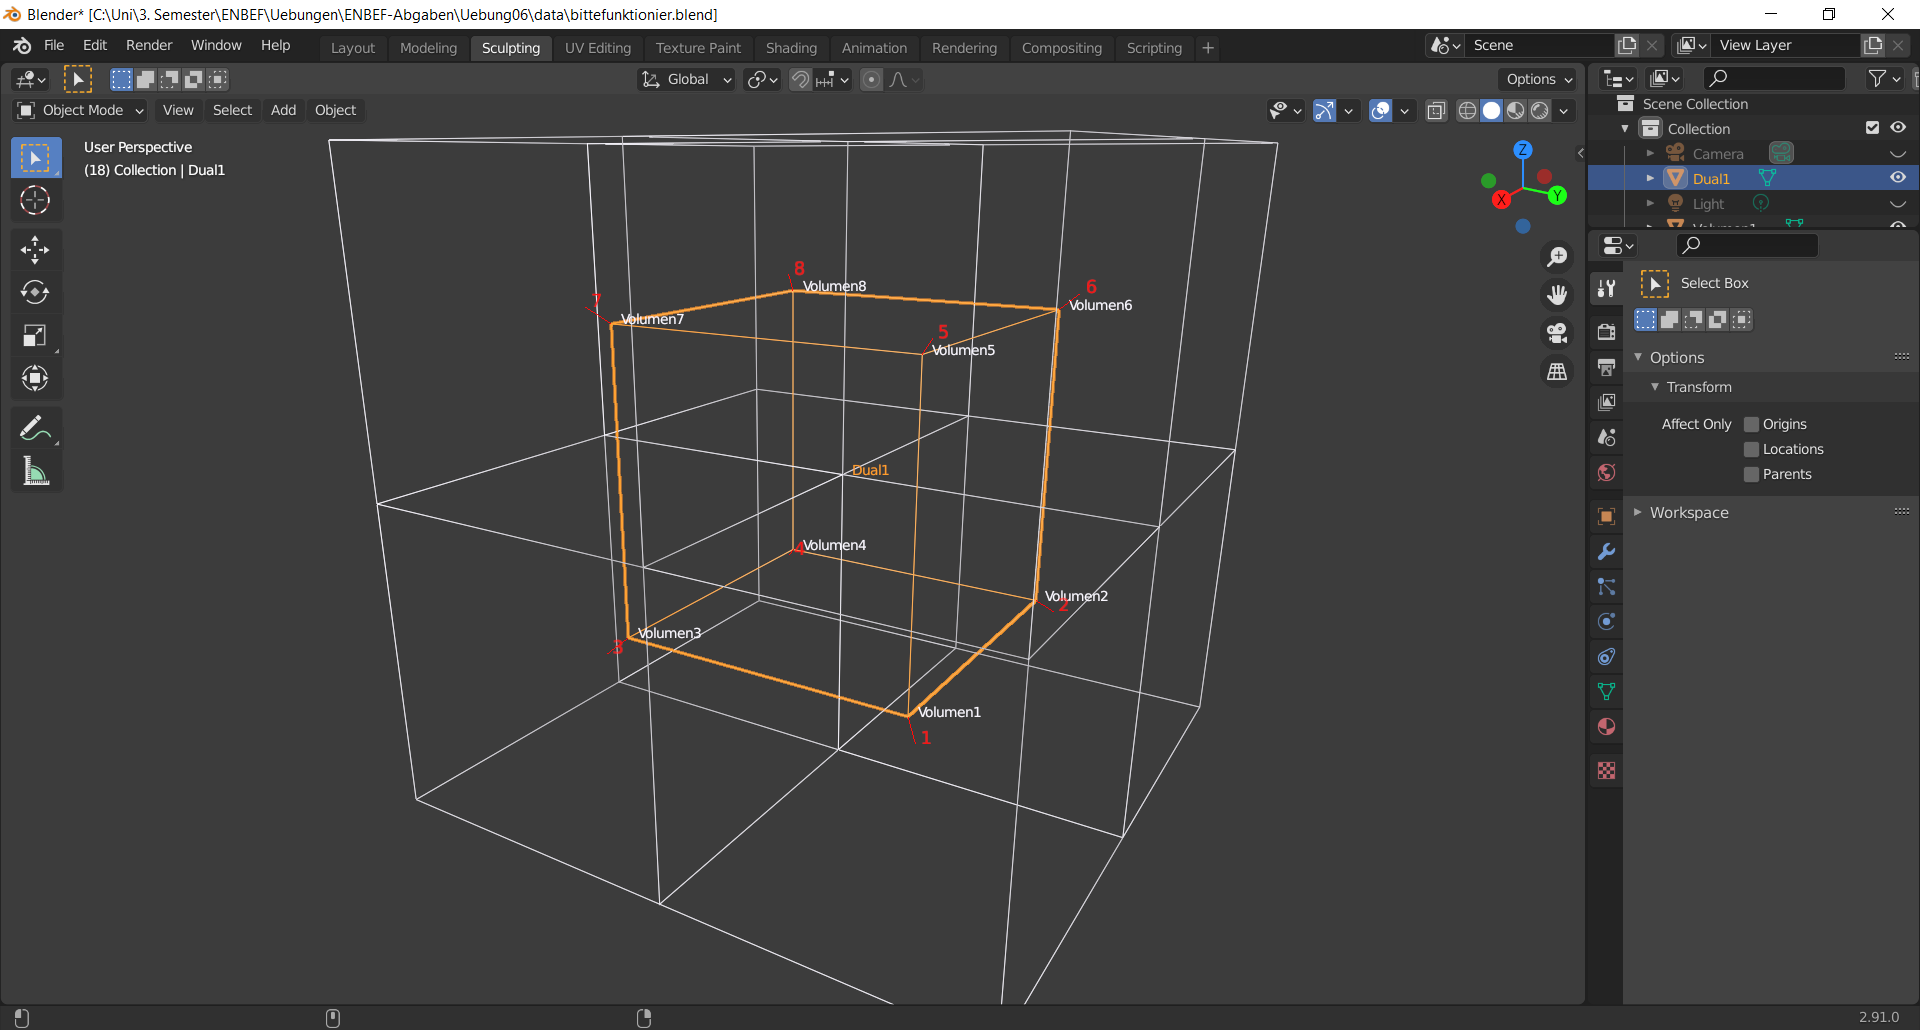 Blender* [C:\Uni\3. Semester\ENBEF\Uebungen\ENBEF-Abgaben\Uebung06\data\bittefunktionier.blend]
File Edit Render Window Help Layout Modeling Sculpting UV Editing Texture Paint Shading Animation Rendering Compositing Scripting + Scene View Layer
Global Options
Object Mode View Select Add Object
Scene Collection
Collection
Camera
Dual1
Light
Volumen1
User Perspective
(18) Collection | Dual1
Z
Y
X
8
Volumen8
6
Volumen6
7
Volumen7
5
Volumen5
Dual1
4
Volumen4
2
Volumen2
3
Volumen3
Volumen1
1
Select Box
Options
Transform
Affect Only Origins
Locations
Parents
Workspace
2.91.0